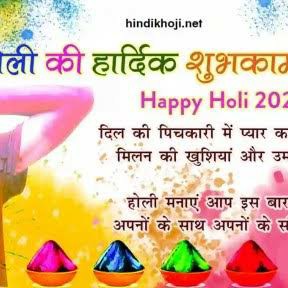 hindikhoji.net
की हार्दिक
Happy Holi
दिल की पिचकारी में प्यार
मिलन की खुशियां और
होली मनाएं आप इस बार
अपनों के साथ अपनों के